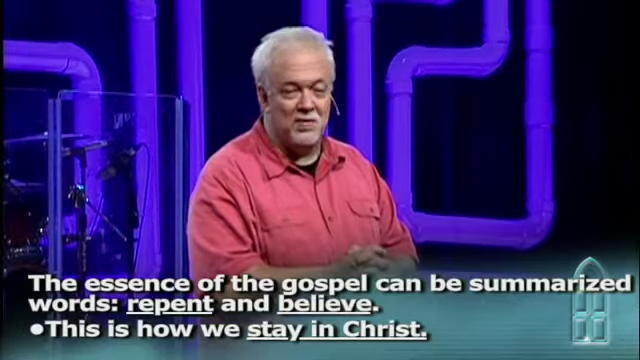 The essence of the gospel can be summarized
words: repent and believe.
●This is how we stay in Christ.